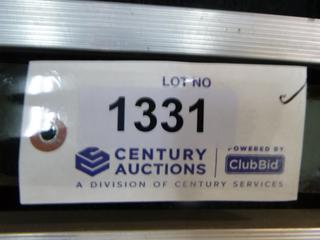 LOT NO
1331
CENTURY AUCTIONS
POWERED BY
ClubBid
A DIVISION OF CENTURY SERVICES